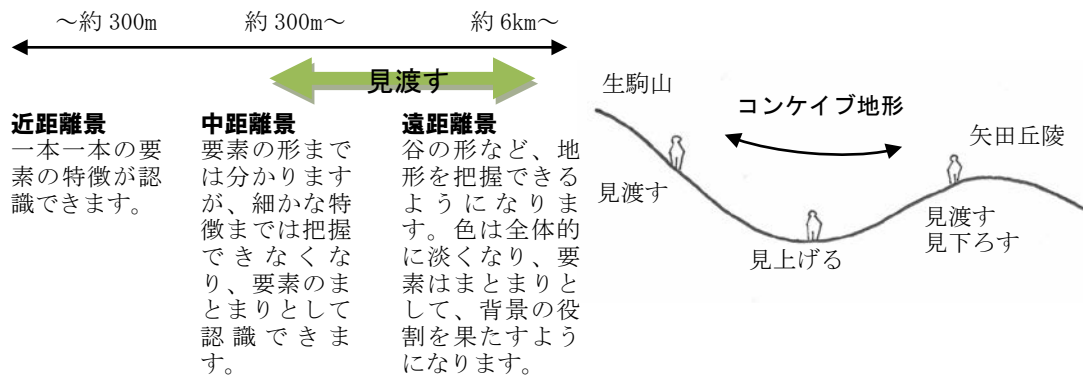 ～約 300m
約 300m～
約 6km～
見渡す
近距離景
一本一本の要
素の特徴が認
識できます。
中距離景
要素の形まで
は分かります
が、細かな特
徴までは把握
できなくな
り、要素のま
とまりとして
認識できま
す。
遠距離景
谷の形など、地
形を把握できる
ようになりま
す。色は全体的
に淡くなり、要
素はまとまりと
して、背景の役
割を果たすよう
になります。
生駒山
コンケイブ地形
矢田丘陵
見渡す
見上げる
見渡す
見下ろす